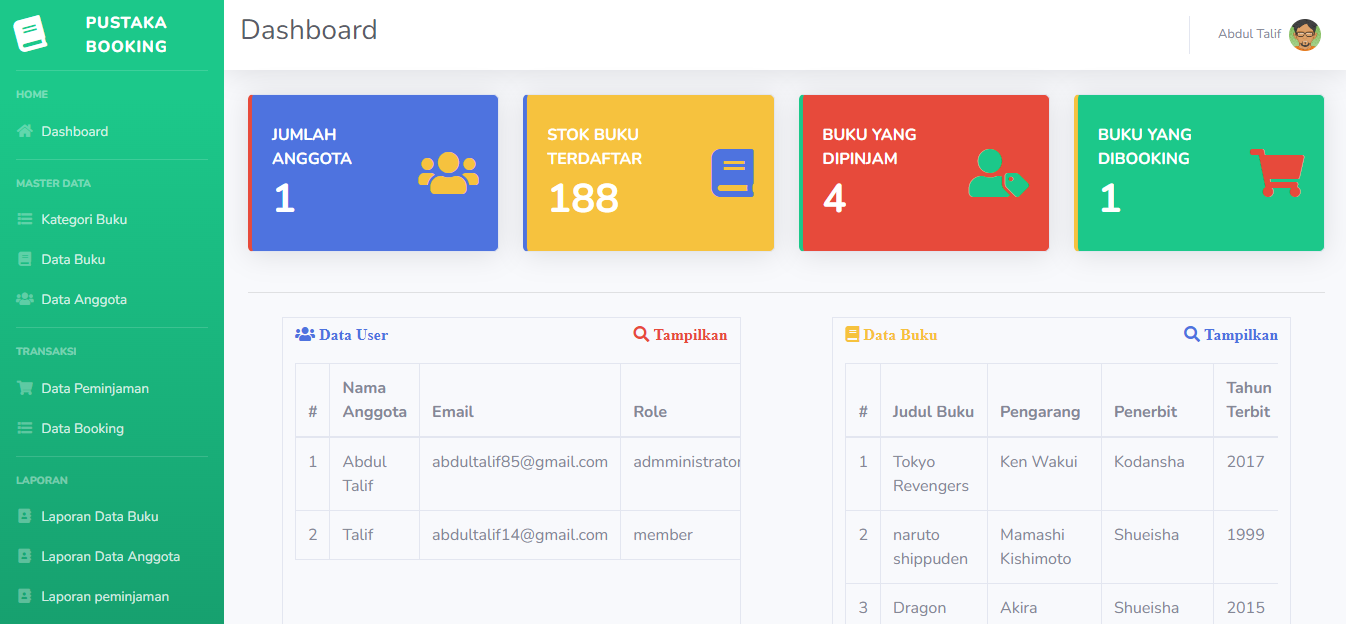 PUSTAKA
BOOKING
HOME
Dashboard
MASTER DATA
Kategori Buku
Data Buku
Data Anggota
TRANSAKSI
Data Peminjaman
Data Booking
LAPORAN
Laporan Data Buku
Laporan Data Anggota
Laporan peminjaman
Dashboard
Abdul Talif
JUMLAH
ANGGOTA
1
STOK BUKU
TERDAFTAR
188
BUKU YANG
DIPINJAM
4
BUKU YANG
DIBOOKING
1
Data User Tampilkan
# Nama Anggota Email Role
1 Abdul Talif abdultalif85@gmail.com admministrator
2 Talif abdultalif14@gmail.com member
Data Buku Tampilkan
# Judul Buku Pengarang Penerbit Tahun Terbit
1 Tokyo Revengers Ken Wakui Kodansha 2017
2 naruto shippuden Mamashi Kishimoto Shueisha 1999
3 Dragon Akira Shueisha 2015